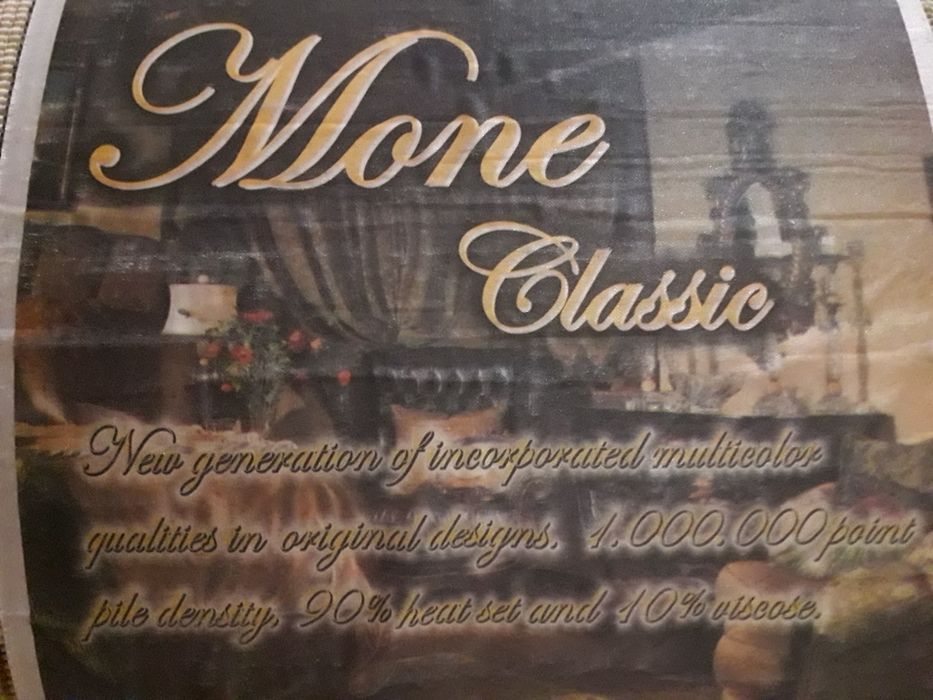 Mone
Classic
New generation of incorporated multicolor
qualities in original designs. 1.000.000 point
pile density. 90% heat set and 10% viscose.